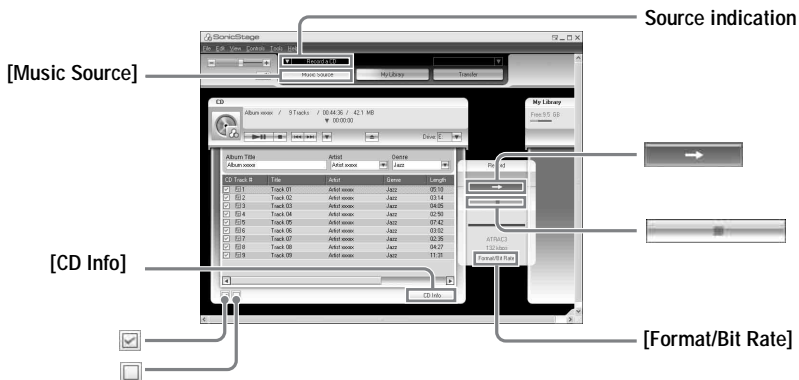 Source indication
SonicStage
File Edit View Controls Tools Help
Record a CD
[Music Source]
Music Source My Library Transfer
CD
My Library
Album xxxxx / 9 Tracks / 00:44:36 / 42.1 MB
00:00:00
Free 9.5 GB
Drive E:
Album Title Artist Genre
Album xxxxx Artist xxxxx Jazz
Record
CD Track # Title Artist Genre Length
1 Track 01 Artist xxxxx Jazz 05:10
2 Track 02 Artist xxxxx Jazz 03:14
3 Track 03 Artist xxxxx Jazz 04:05
4 Track 04 Artist xxxxx Jazz 02:50
5 Track 05 Artist xxxxx Jazz 07:42
6 Track 06 Artist xxxxx Jazz 03:02
7 Track 07 Artist xxxxx Jazz 02:35
8 Track 08 Artist xxxxx Jazz 04:27
9 Track 09 Artist xxxxx Jazz 11:31
ATRAC3
132 kbps
Format/Bit Rate
[CD Info]
CD Info
[Format/Bit Rate]